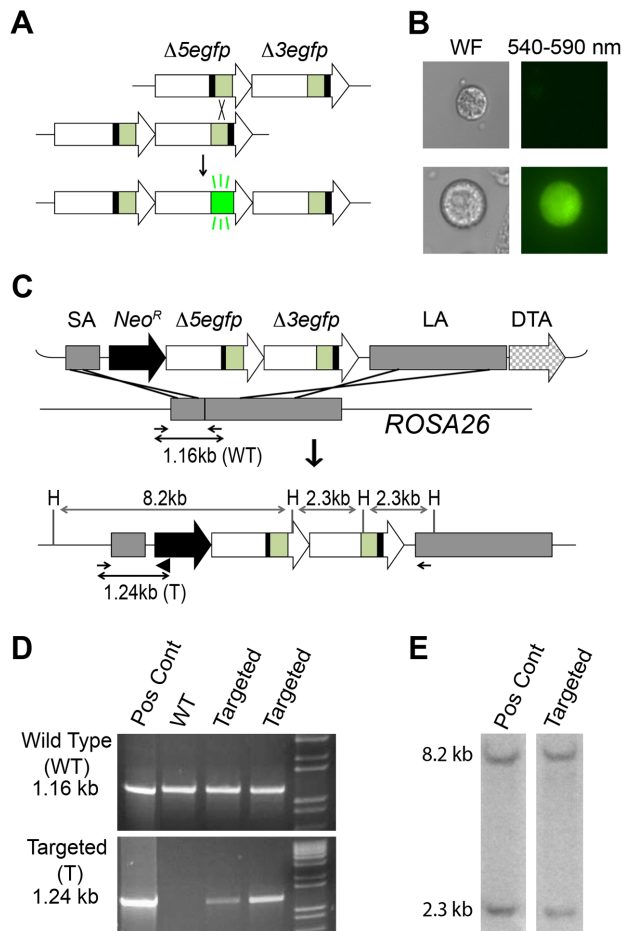 A
Δ5egfp Δ3egfp
B
WF 540-590 nm
C
SA Neo^R Δ5egfp Δ3egfp LA DTA
ROSA26
1.16kb (WT)
H 8.2kb H 2.3kb H 2.3kb H
1.24kb (T)
D
Pos Cont WT Targeted Targeted
Wild Type
(WT)
1.16 kb
Targeted
(T)
1.24 kb
E
Pos Cont Targeted
8.2 kb
2.3 kb